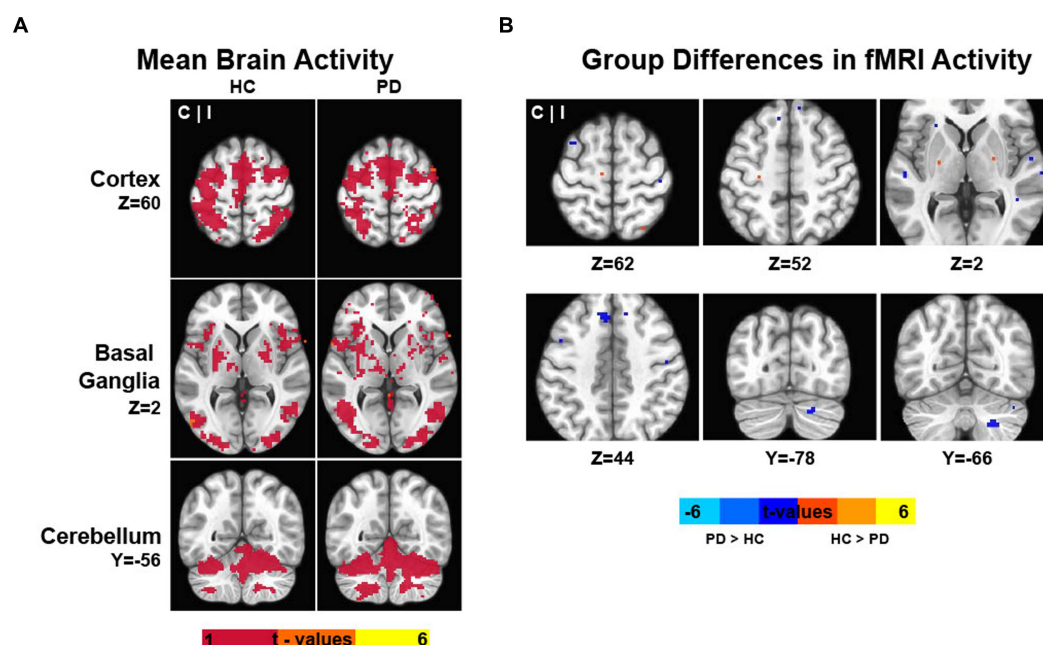 A
Mean Brain Activity
HC PD
C | I
Cortex
Z=60
Basal
Ganglia
Z=2
Cerebellum
Y=-56
1 t - values 6
B
Group Differences in fMRI Activity
C | I
Z=62 Z=52 Z=2
Z=44 Y=-78 Y=-66
-6 t-values 6
PD > HC HC > PD